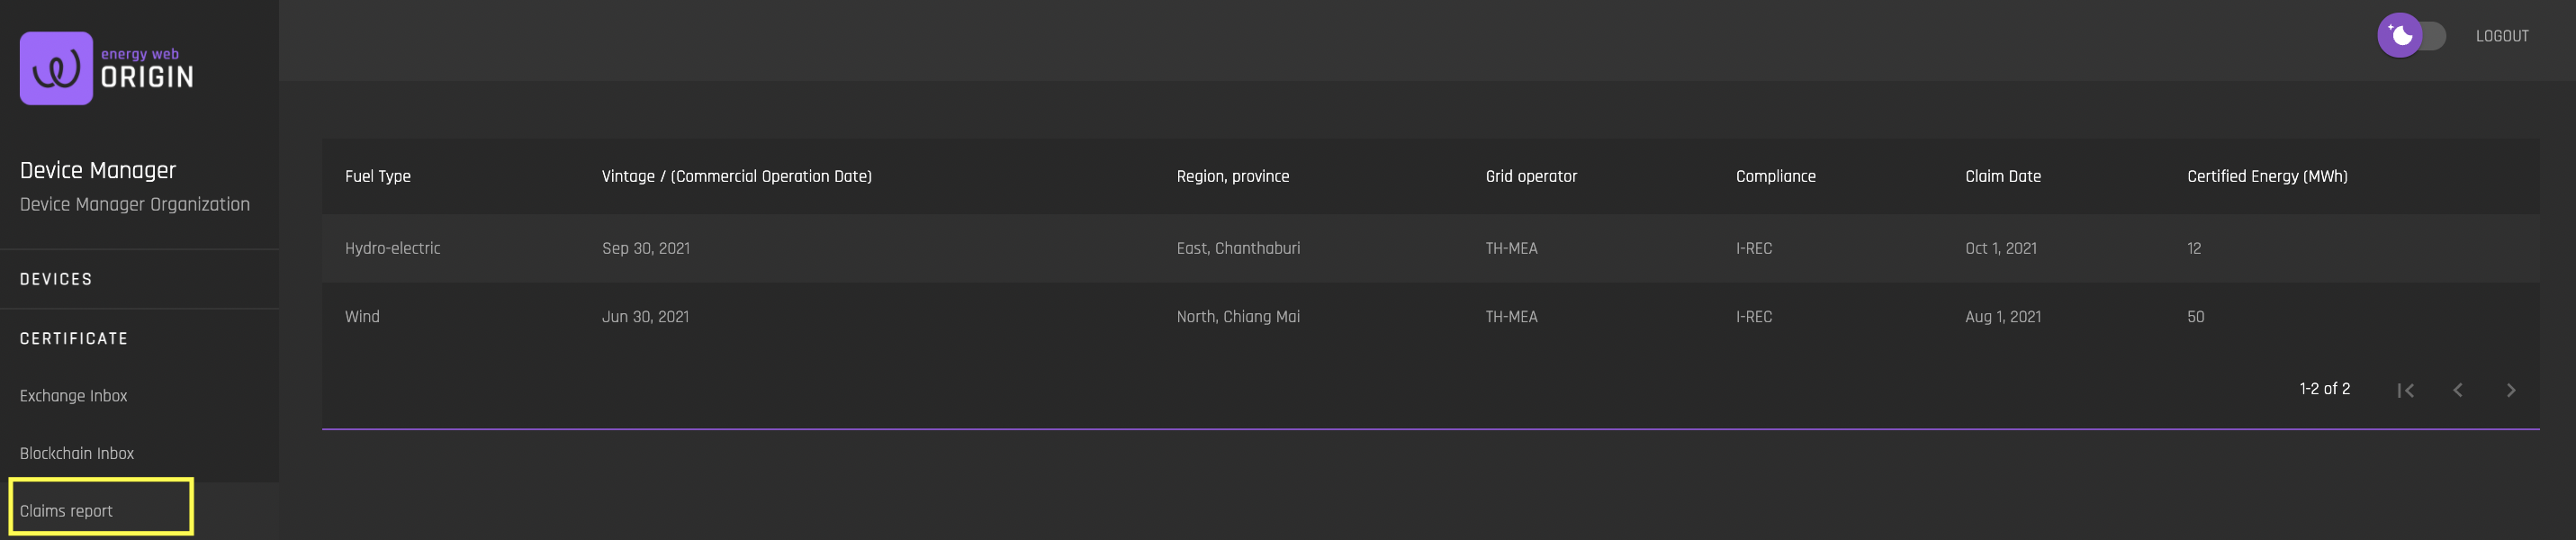 energy web
ORIGIN
LOGOUT
Device Manager
Device Manager Organization
DEVICES
CERTIFICATE
Exchange Inbox
Blockchain Inbox
Claims report
Fuel Type Vintage / (Commercial Operation Date) Region, province Grid operator Compliance Claim Date Certified Energy (MWh)
Hydro-electric Sep 30, 2021 East, Chanthaburi TH-MEA I-REC Oct 1, 2021 12
Wind Jun 30, 2021 North, Chiang Mai TH-MEA I-REC Aug 1, 2021 50
1-2 of 2